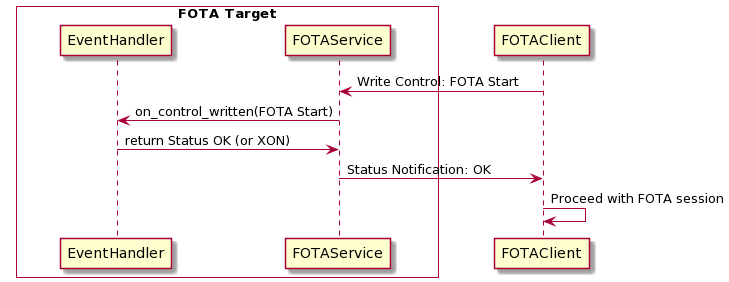 FOTA Target
EventHandler
FOTAService
FOTAClient
Write Control: FOTA Start
on_control_written(FOTA Start)
return Status OK (or XON)
Status Notification: OK
Proceed with FOTA session
EventHandler
FOTAService
FOTAClient